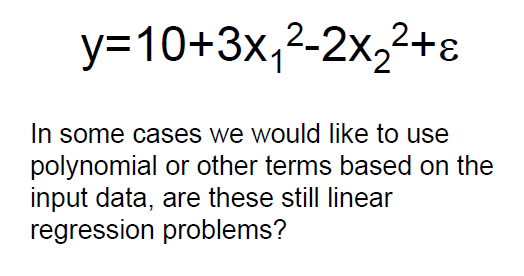 y=10+3x₁²-2x₂²+ε
In some cases we would like to use
polynomial or other terms based on the
input data, are these still linear
regression problems?